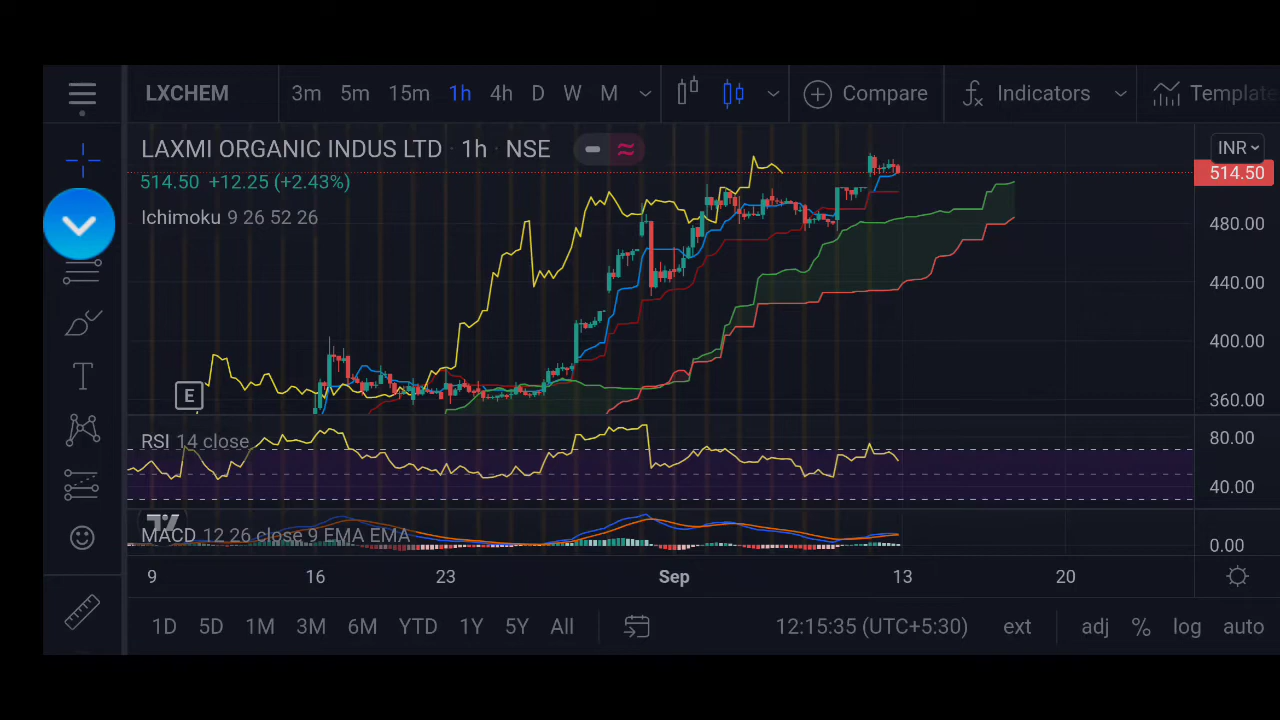 LXCHEM 3m 5m 15m 1h 4h D W M Compare Indicators Template
LAXMI ORGANIC INDUS LTD · 1h · NSE INR
514.50 +12.25 (+2.43%) 514.50
Ichimoku 9 26 52 26
480.00
440.00
400.00
E 360.00
RSI 14 close 80.00
40.00
MACD 12 26 close 9 EMA EMA 0.00
9 16 23 Sep 13 20
1D 5D 1M 3M 6M YTD 1Y 5Y All 12:15:35 (UTC+5:30) ext adj % log auto